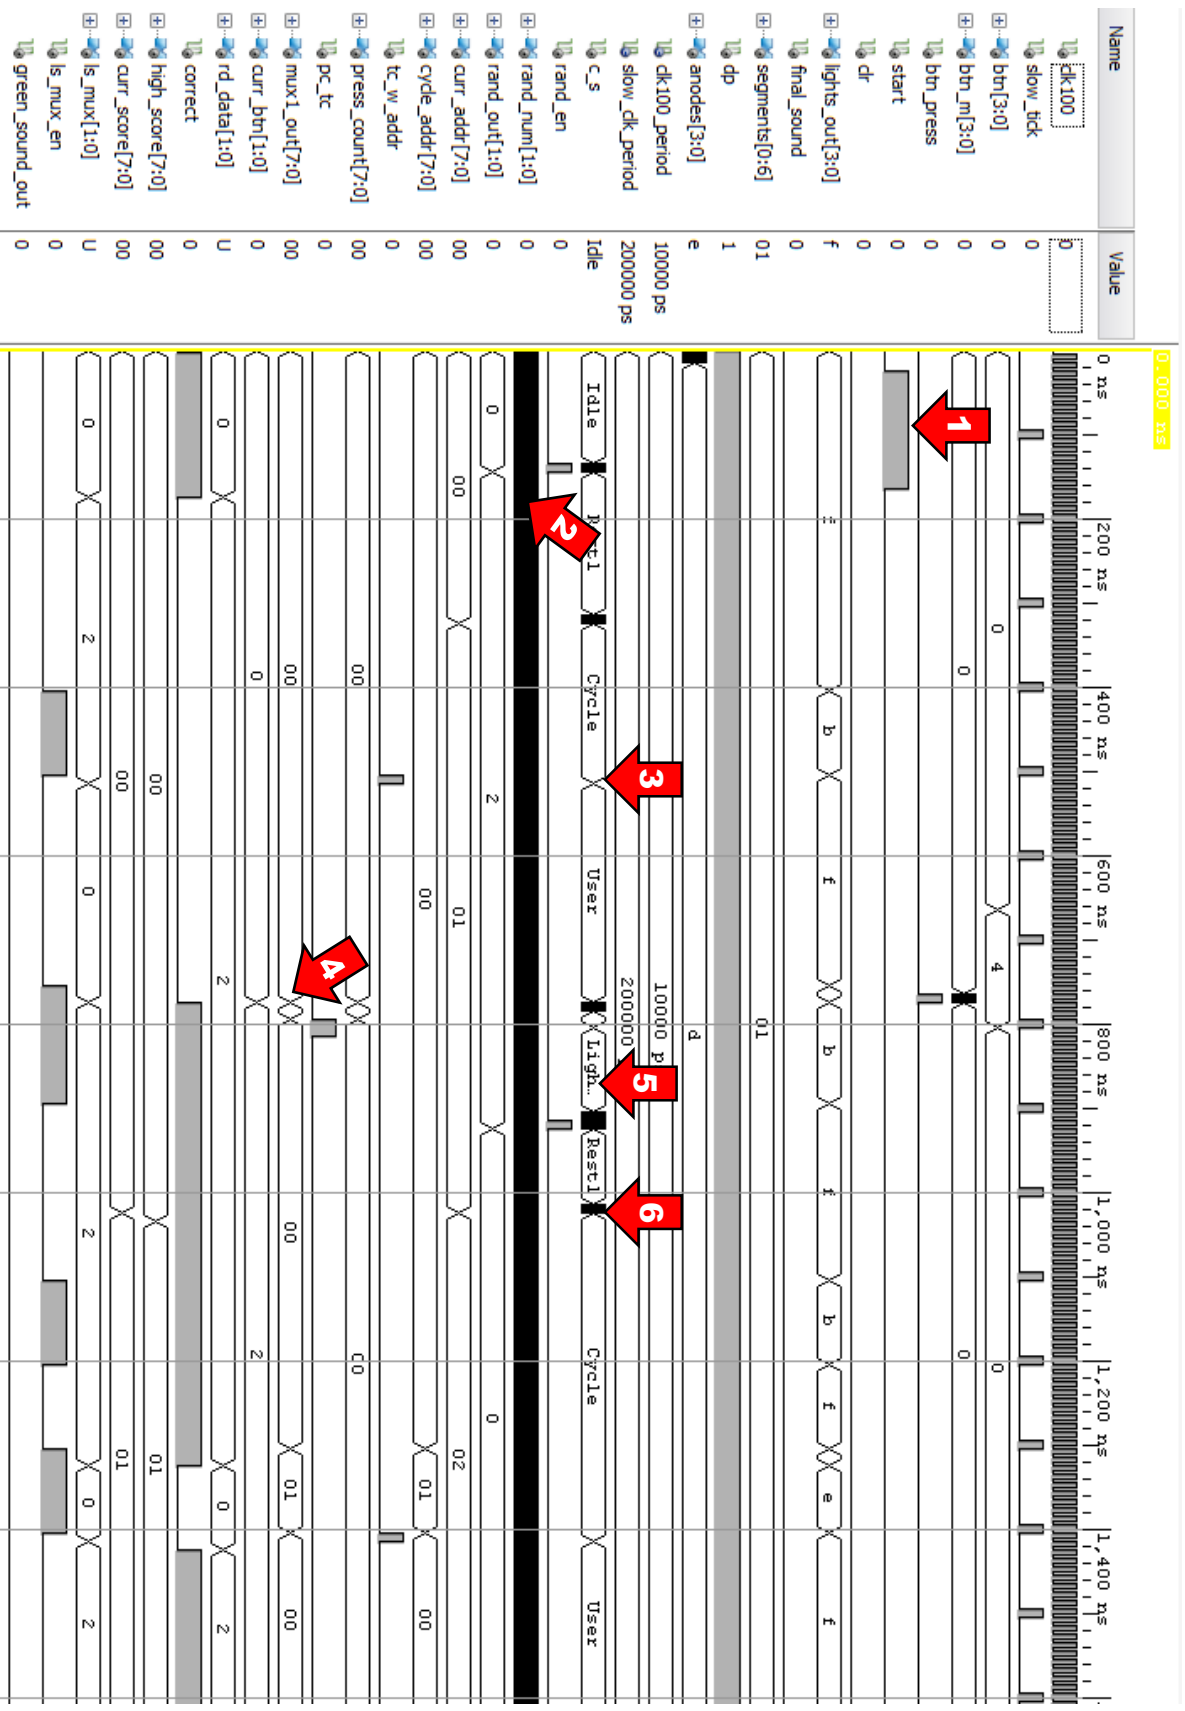 0.000 ns
Name Value 0 ns 200 ns 400 ns 600 ns 800 ns 1,000 ns 1,200 ns 1,400 ns
clk100 0
slow_tick 0
btn[3:0] 0 0 4 0
btn_m[3:0] 0 0 0
btn_press 0
start 0
clr 0
lights_out[3:0] f f b f b f b f e f
final_sound 0
segments[0:6] 01 01
dp 1
anodes[3:0] e d
clk100_period 10000 ps 10000 p
slow_clk_period 200000 ps 200000
c_s Idle Idle Cycle User Ligh... Restl Cycle User
rand_en 0
rand_num[1:0] 0
rand_out[1:0] 0 0 2 0
curr_addr[7:0] 00 00 01 02
cycle_addr[7:0] 00 00 01 00
tc_w_addr 0
press_count[7:0] 00 00 00
pc_tc 0
mux1_out[7:0] 00 00 00 01 00
curr_btn[1:0] 0 0 2
rd_data[1:0] U 0 2 0 2
correct 0
high_score[7:0] 00 00 01
curr_score[7:0] 00 00 01
ls_mux[1:0] U 0 2 0 2 0 2
ls_mux_en 0
green_sound_out 0
1
2
3
4
5
6